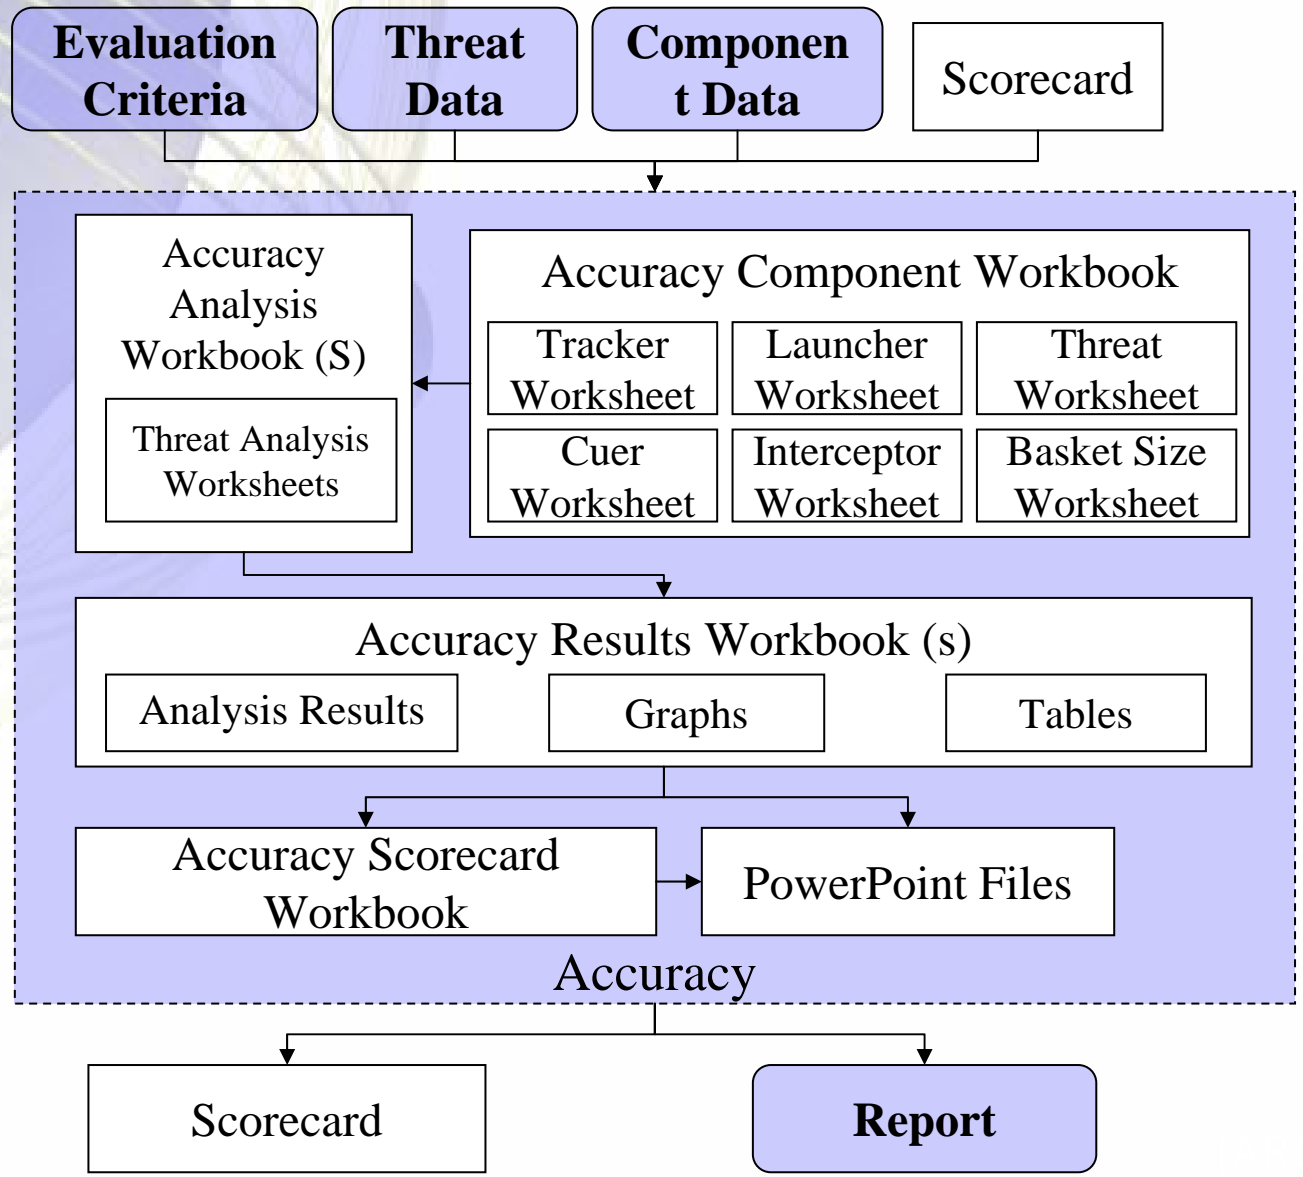 Evaluation
Criteria
Threat
Data
Componen
t Data
Scorecard
Accuracy
Analysis
Workbook (S)
Threat Analysis
Worksheets
Accuracy Component Workbook
Tracker
Worksheet
Launcher
Worksheet
Threat
Worksheet
Cuer
Worksheet
Interceptor
Worksheet
Basket Size
Worksheet
Accuracy Results Workbook (s)
Analysis Results
Graphs
Tables
Accuracy Scorecard
Workbook
PowerPoint Files
Accuracy
Scorecard
Report